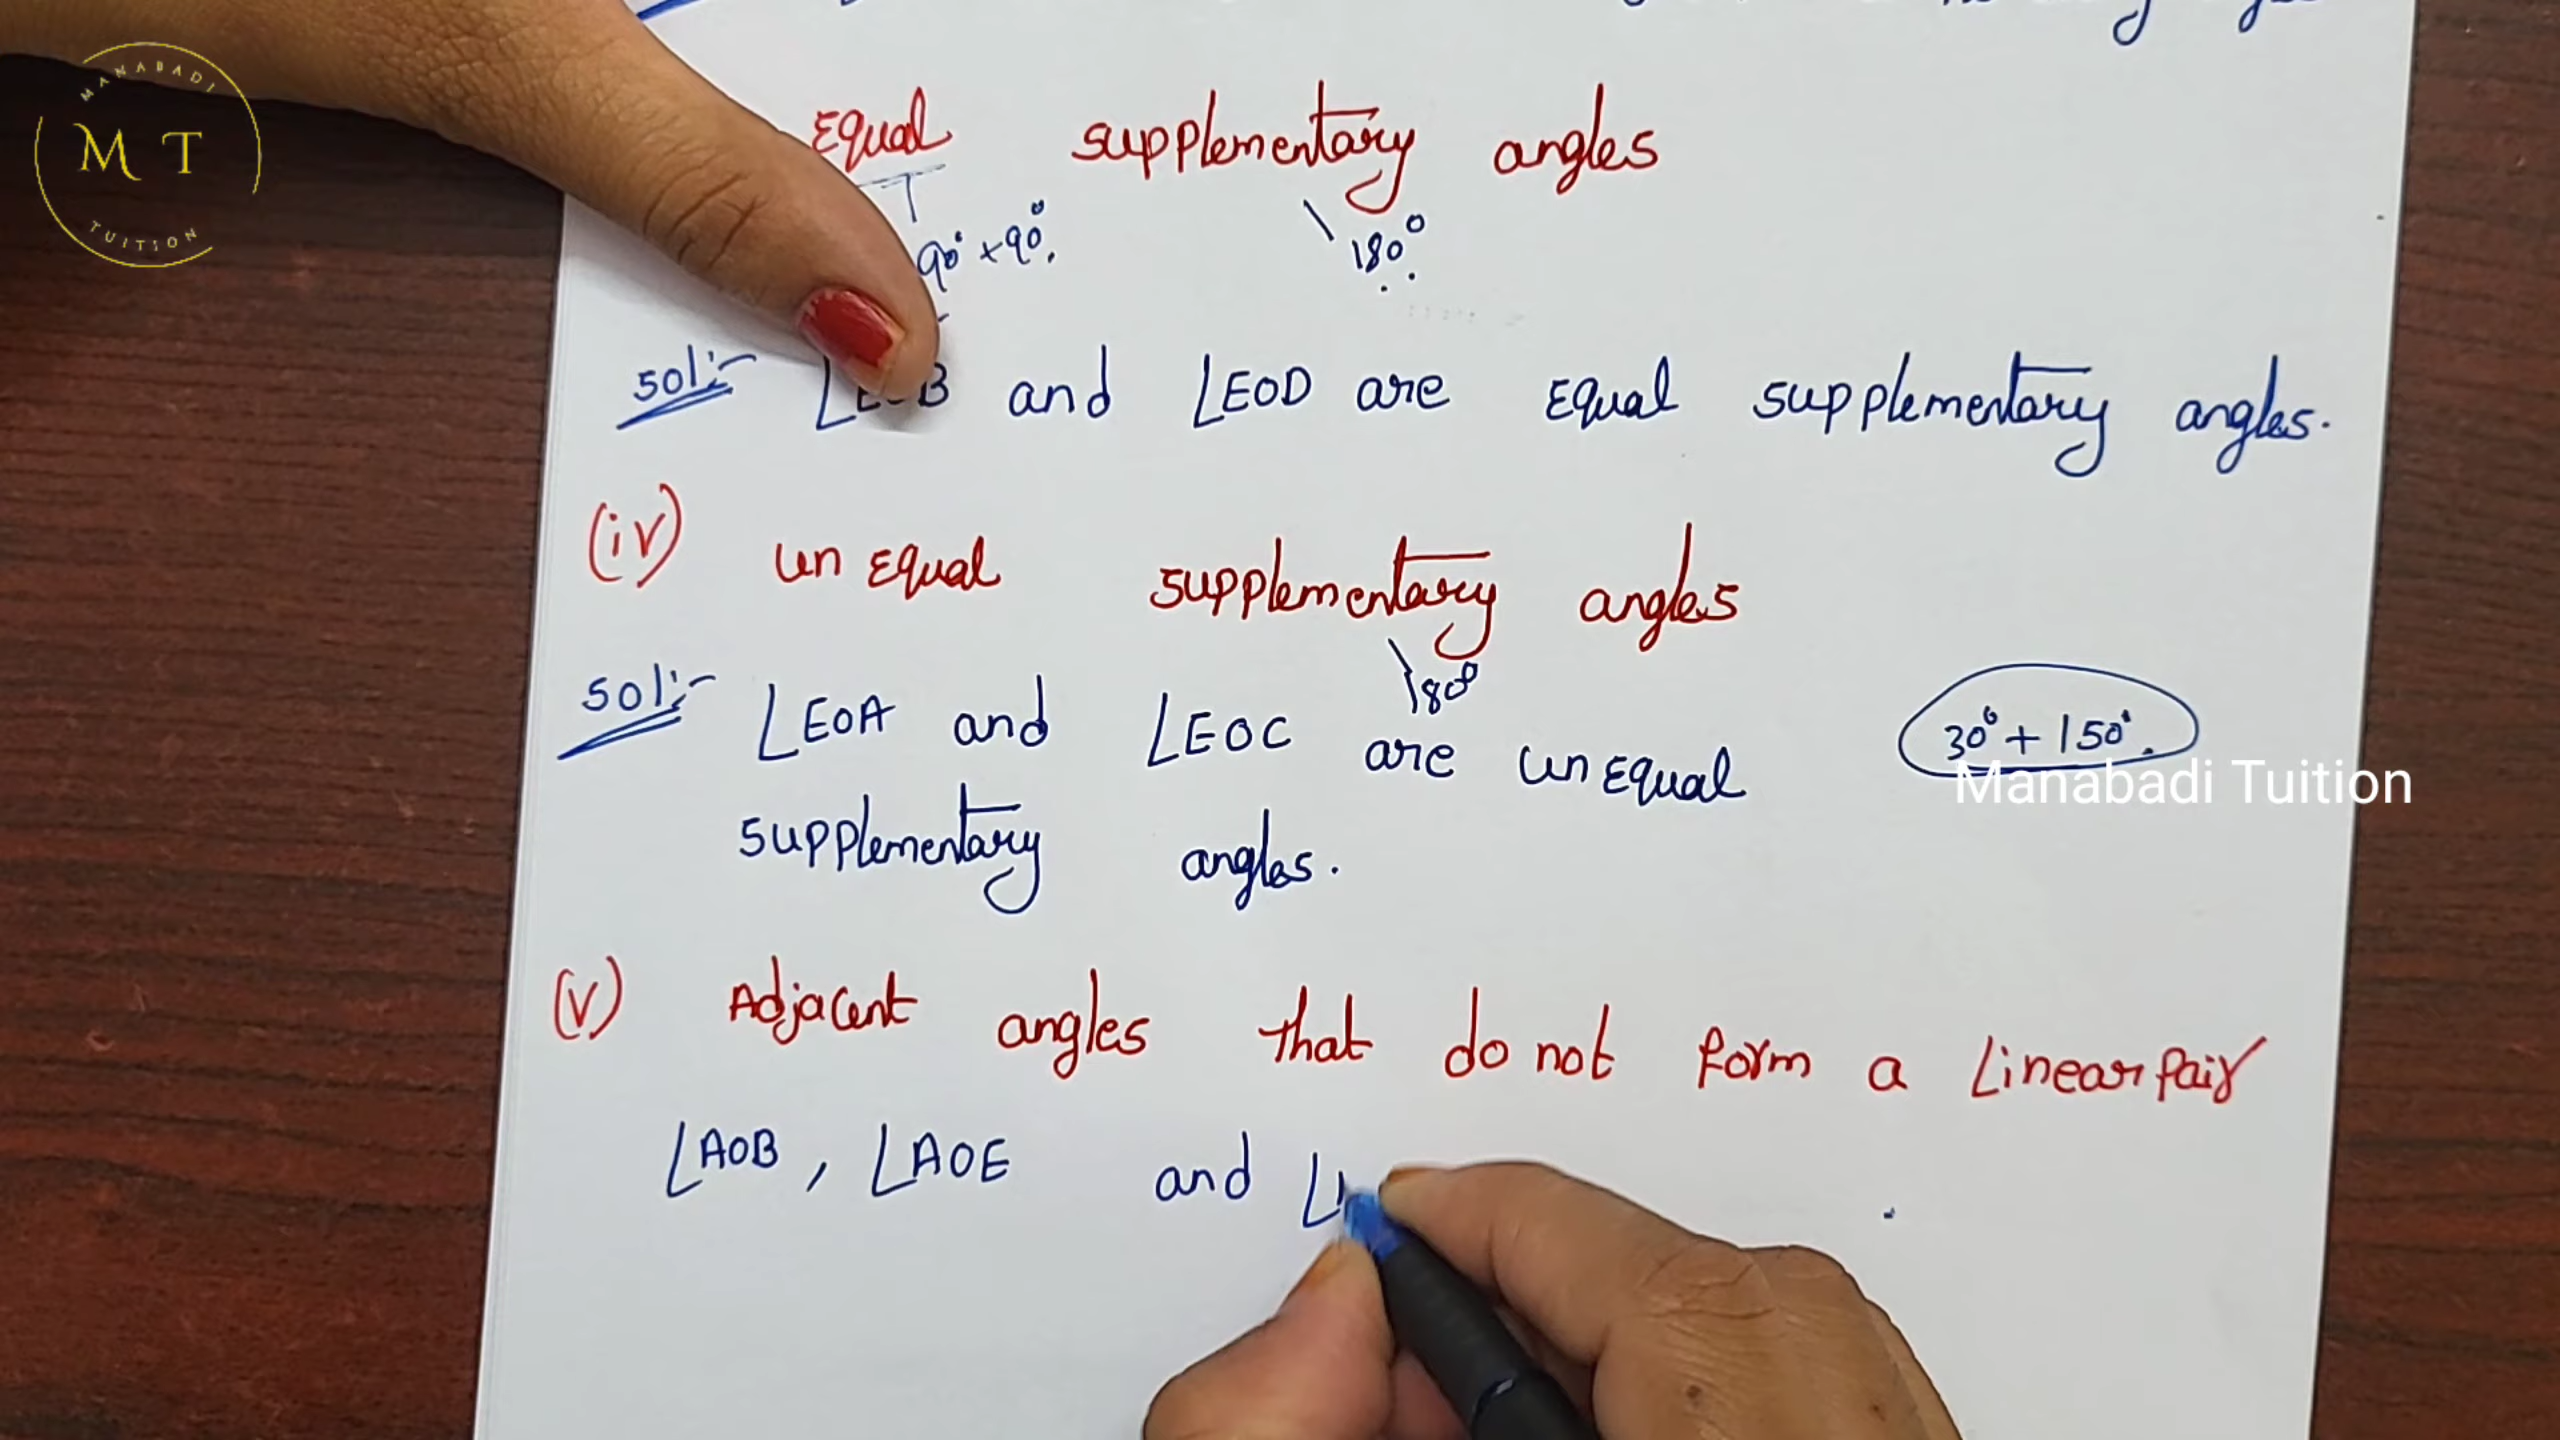 MANABADI
MT
TUITION
Equal supplementary angles
90° + 90°. 180°
Sol:- ∠EOB and ∠EOD are Equal supplementary angles.
(iv) un Equal supplementary angles
180°
Sol:- ∠EOA and ∠EOC are un Equal
30° + 150°.
Manabadi Tuition
supplementary angles.
(v) Adjacent angles that do not form a Linear pair
∠AOB, ∠AOE and ∠